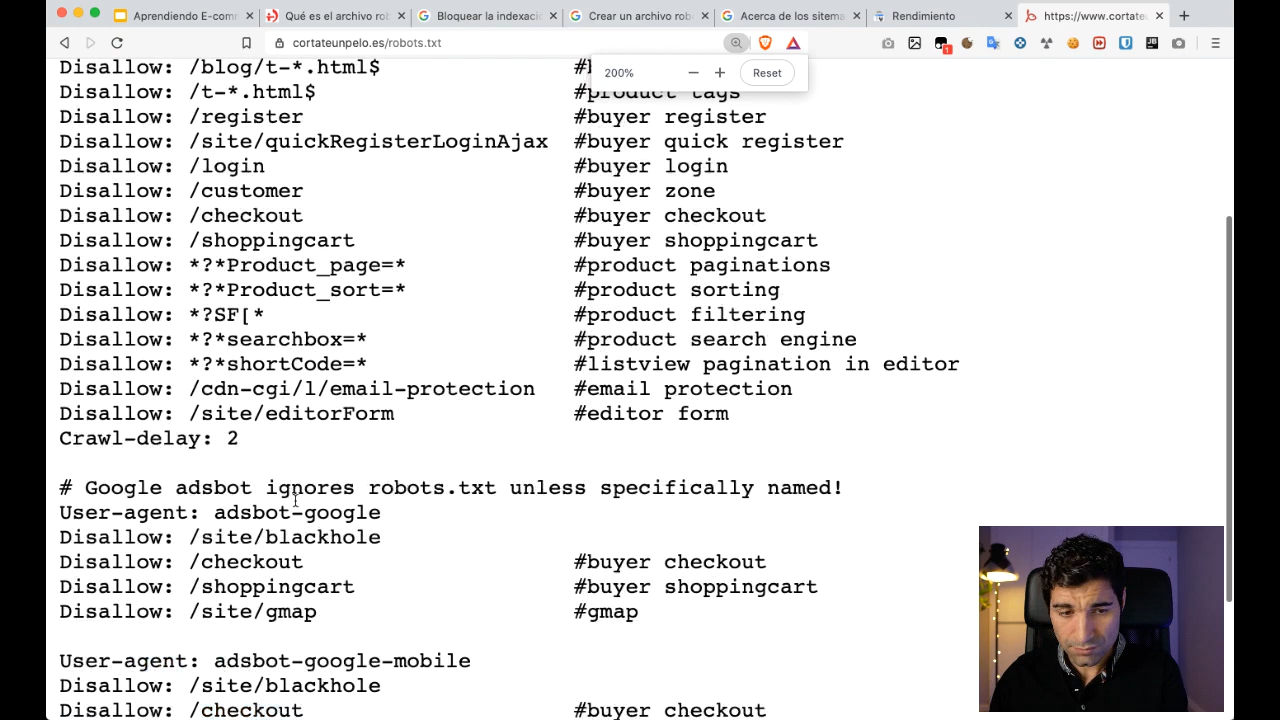 Aprendiendo E-com
Qué es el archivo ro
Bloquear la indexació
Crear un archivo rob
Acerca de los sitema
Rendimiento
https://www.cortate
cortateunpelo.es/robots.txt
1
200%
Reset
Disallow: /blog/t-*.html$
Disallow: /t-*.html$ #product tags
Disallow: /register #buyer register
Disallow: /site/quickRegisterLoginAjax #buyer quick register
Disallow: /login #buyer login
Disallow: /customer #buyer zone
Disallow: /checkout #buyer checkout
Disallow: /shoppingcart #buyer shoppingcart
Disallow: *?*Product_page=* #product paginations
Disallow: *?*Product_sort=* #product sorting
Disallow: *?SF[* #product filtering
Disallow: *?*searchbox=* #product search engine
Disallow: *?*shortCode=* #listview pagination in editor
Disallow: /cdn-cgi/l/email-protection #email protection
Disallow: /site/editorForm #editor form
Crawl-delay: 2
# Google adsbot ignores robots.txt unless specifically named!
User-agent: adsbot-google
Disallow: /site/blackhole
Disallow: /checkout #buyer checkout
Disallow: /shoppingcart #buyer shoppingcart
Disallow: /site/gmap #gmap
User-agent: adsbot-google-mobile
Disallow: /site/blackhole
Disallow: /checkout #buyer checkout